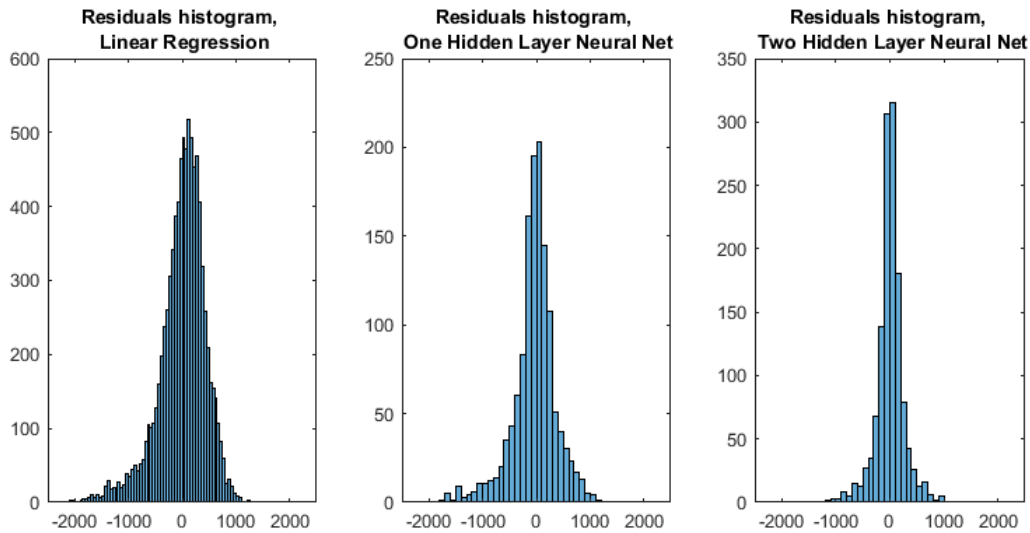 Residuals histogram,
Linear Regression
600
500
400
300
200
100
0
-2000 -1000 0 1000 2000
Residuals histogram,
One Hidden Layer Neural Net
250
200
150
100
50
0
-2000 -1000 0 1000 2000
Residuals histogram,
Two Hidden Layer Neural Net
350
300
250
200
150
100
50
0
-2000 -1000 0 1000 2000